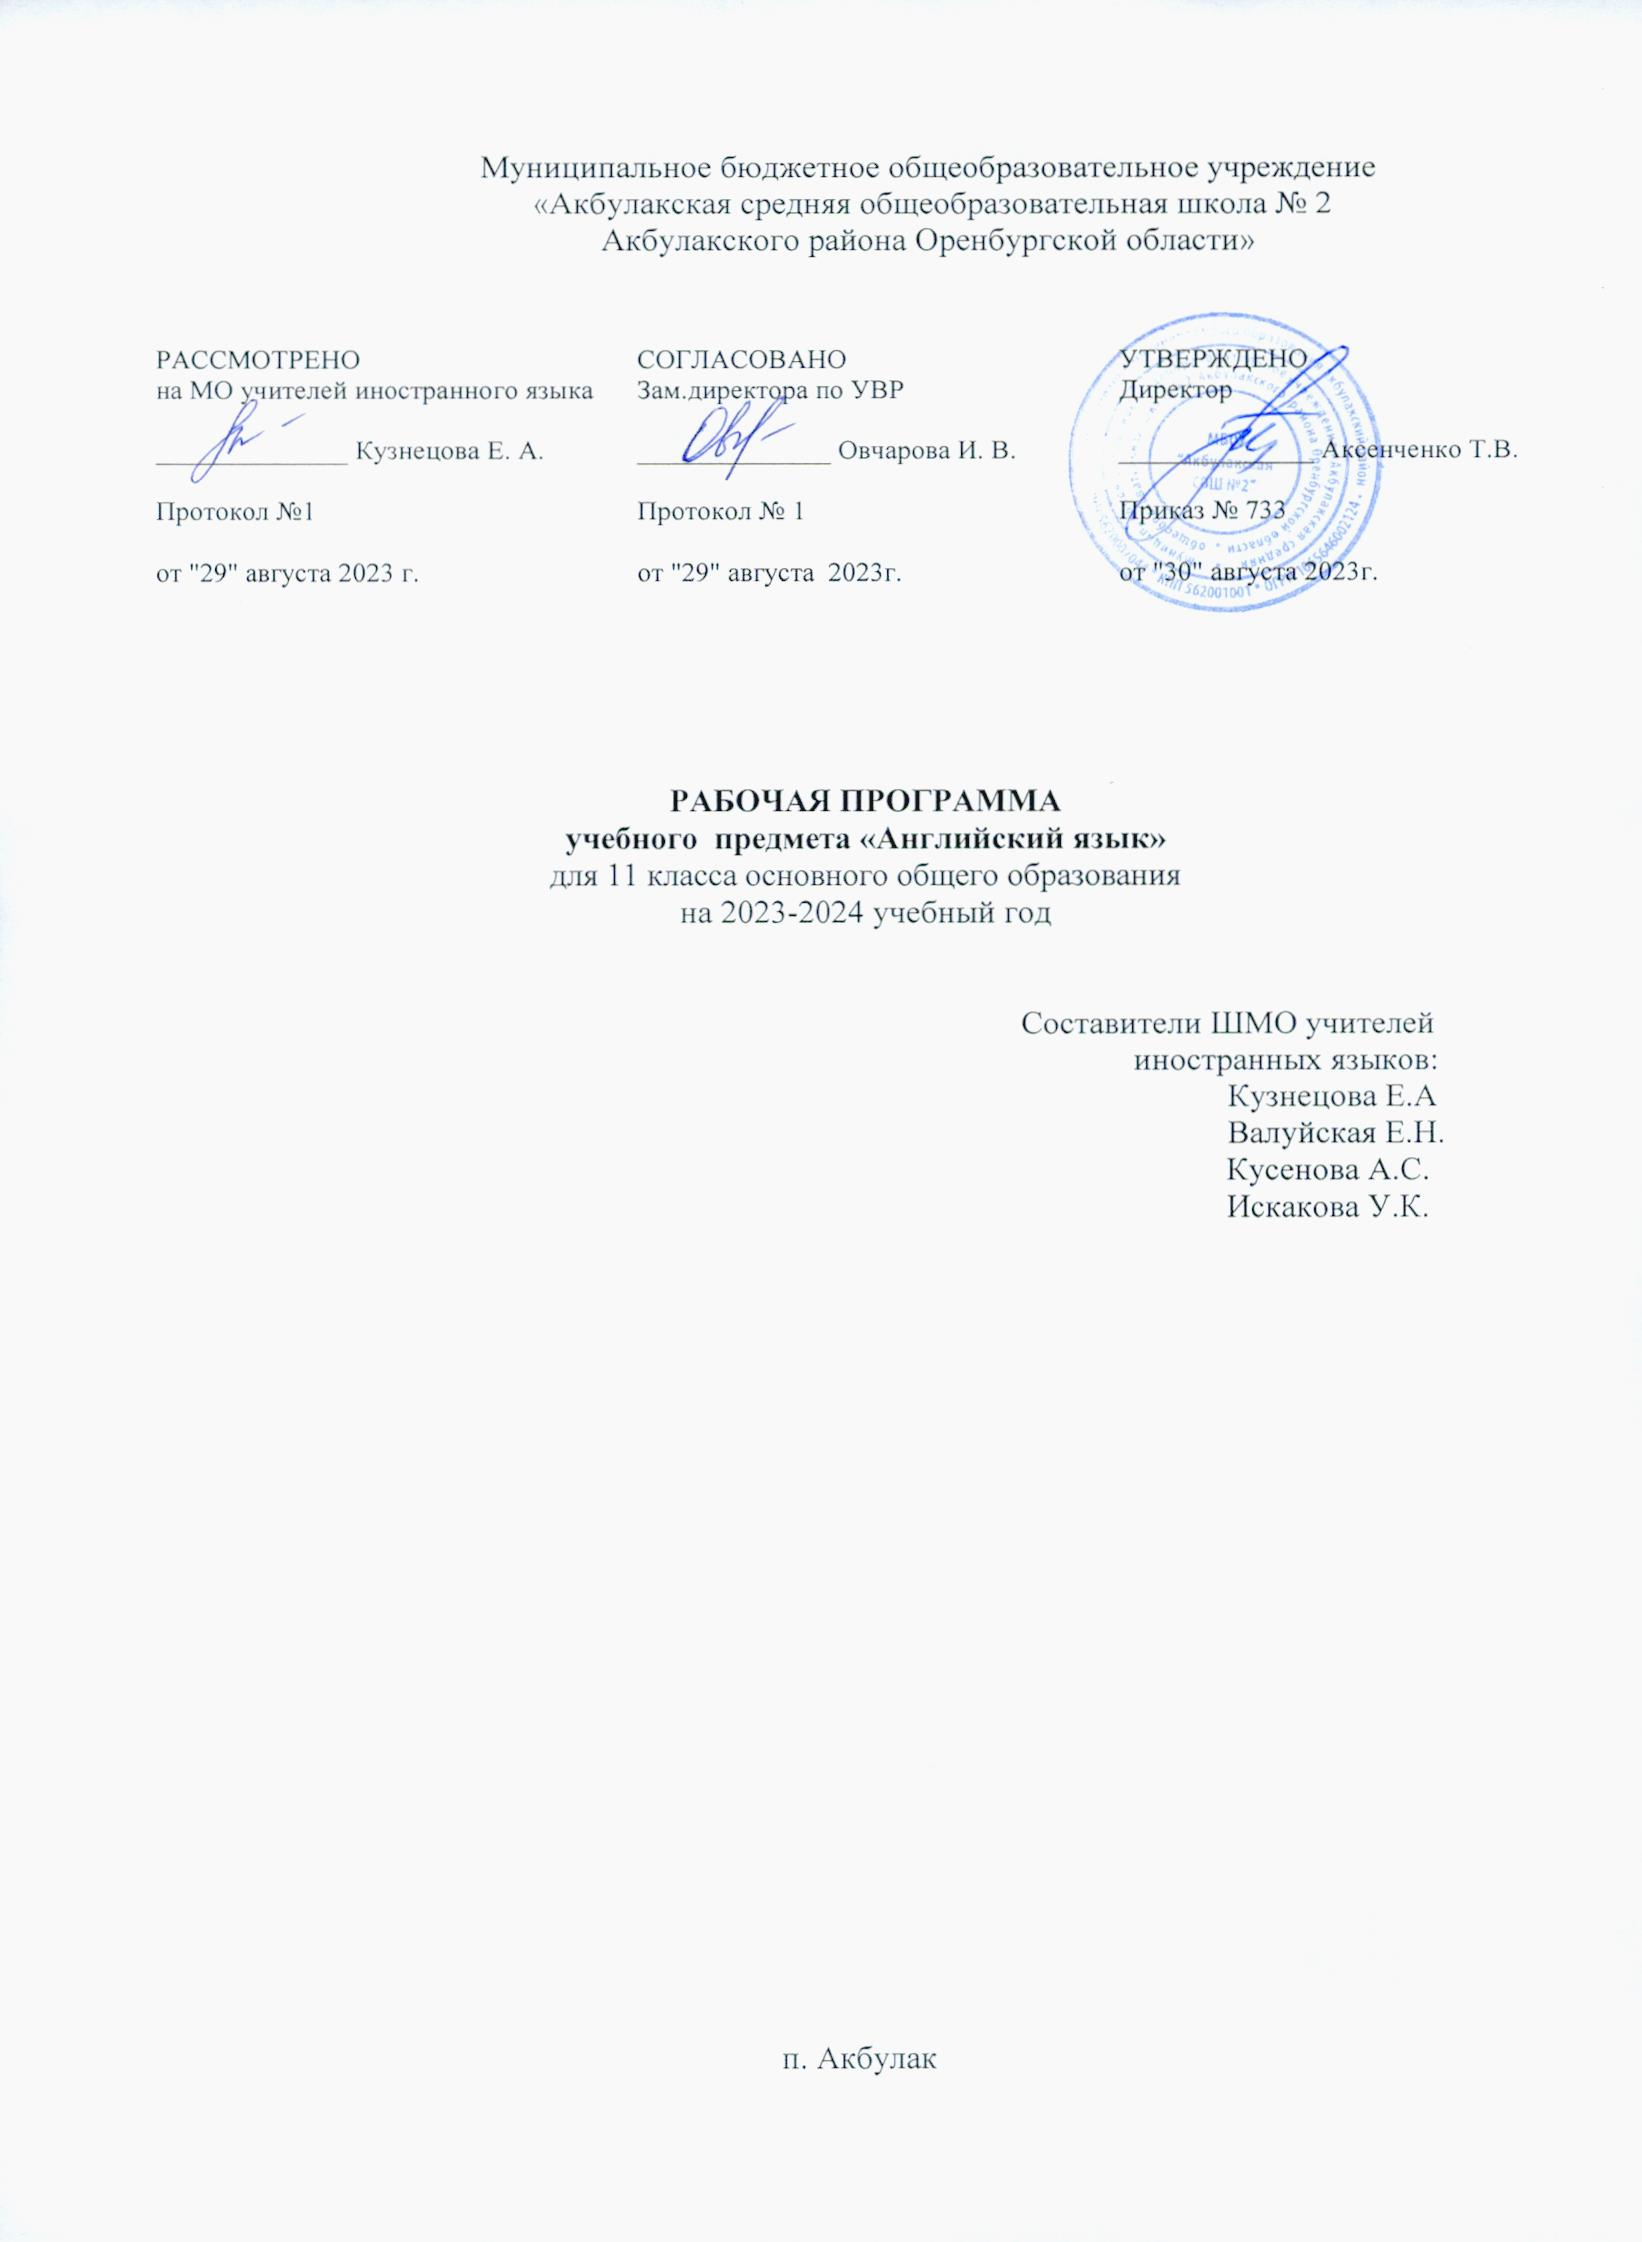 Муниципальное бюджетное общеобразовательное учреждение
«Акбулакская средняя общеобразовательная школа № 2
Акбулакского района Оренбургской области»
РАССМОТРЕНО
на МО учителей иностранного языка
Кузнецова Е. А.
Протокол №1
от "29" августа 2023 г.
СОГЛАСОВАНО
Зам.директора по УВР
Овчарова И. В.
Протокол № 1
от "29" августа 2023г.
УТВЕРЖДЕНО
Директор
Аксенченко Т.В.
Приказ № 733
от "30" августа 2023г.
"Акбулакская
СОШ №2"
РАБОЧАЯ ПРОГРАММА
учебного предмета «Английский язык»
для 11 класса основного общего образования
на 2023-2024 учебный год
Составители ШМО учителей
иностранных языков:
Кузнецова Е.А
Валуйская Е.Н.
Кусенова А.С.
Искакова У.К.
п. Акбулак